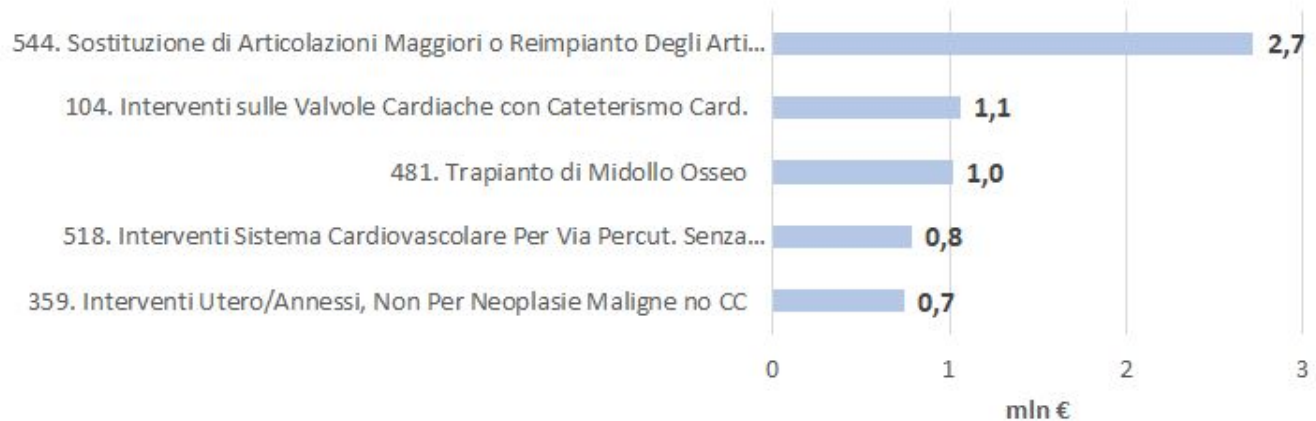 544. Sostituzione di Articolazioni Maggiori o Reimpianto Degli Arti... 2,7
104. Interventi sulle Valvole Cardiache con Cateterismo Card. 1,1
481. Trapianto di Midollo Osseo 1,0
518. Interventi Sistema Cardiovascolare Per Via Percut. Senza... 0,8
359. Interventi Utero/Annessi, Non Per Neoplasie Maligne no CC 0,7
0 1 2 3
mln €